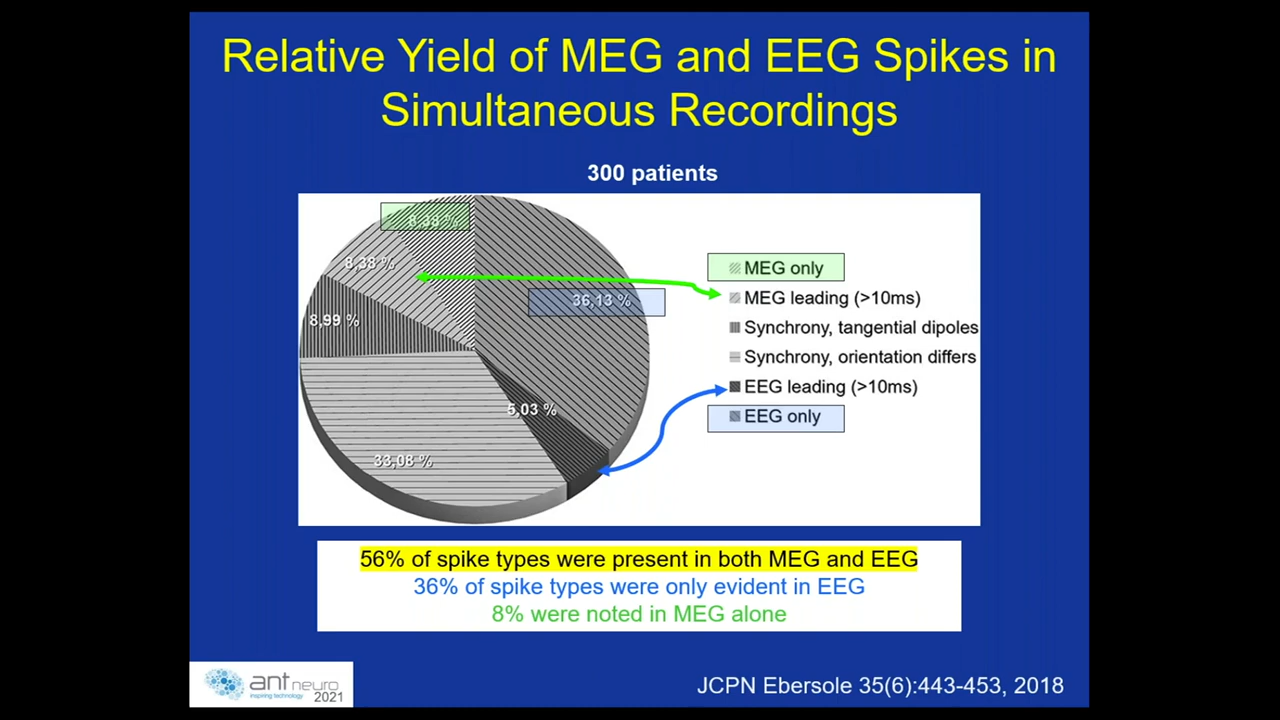 Relative Yield of MEG and EEG Spikes in
Simultaneous Recordings
300 patients
8,38 %
8,38 %
36,13 %
8,99 %
5,03 %
33,08 %
MEG only
MEG leading (>10ms)
Synchrony, tangential dipoles
Synchrony, orientation differs
EEG leading (>10ms)
EEG only
56% of spike types were present in both MEG and EEG
36% of spike types were only evident in EEG
8% were noted in MEG alone
ant neuro
inspiring technology
2021
JCPN Ebersole 35(6):443-453, 2018